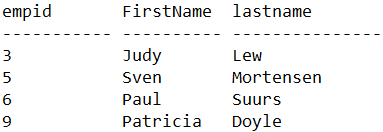 empid       FirstName  lastname
----------- ---------- ---------------
3           Judy       Lew
5           Sven       Mortensen
6           Paul       Suurs
9           Patricia   Doyle